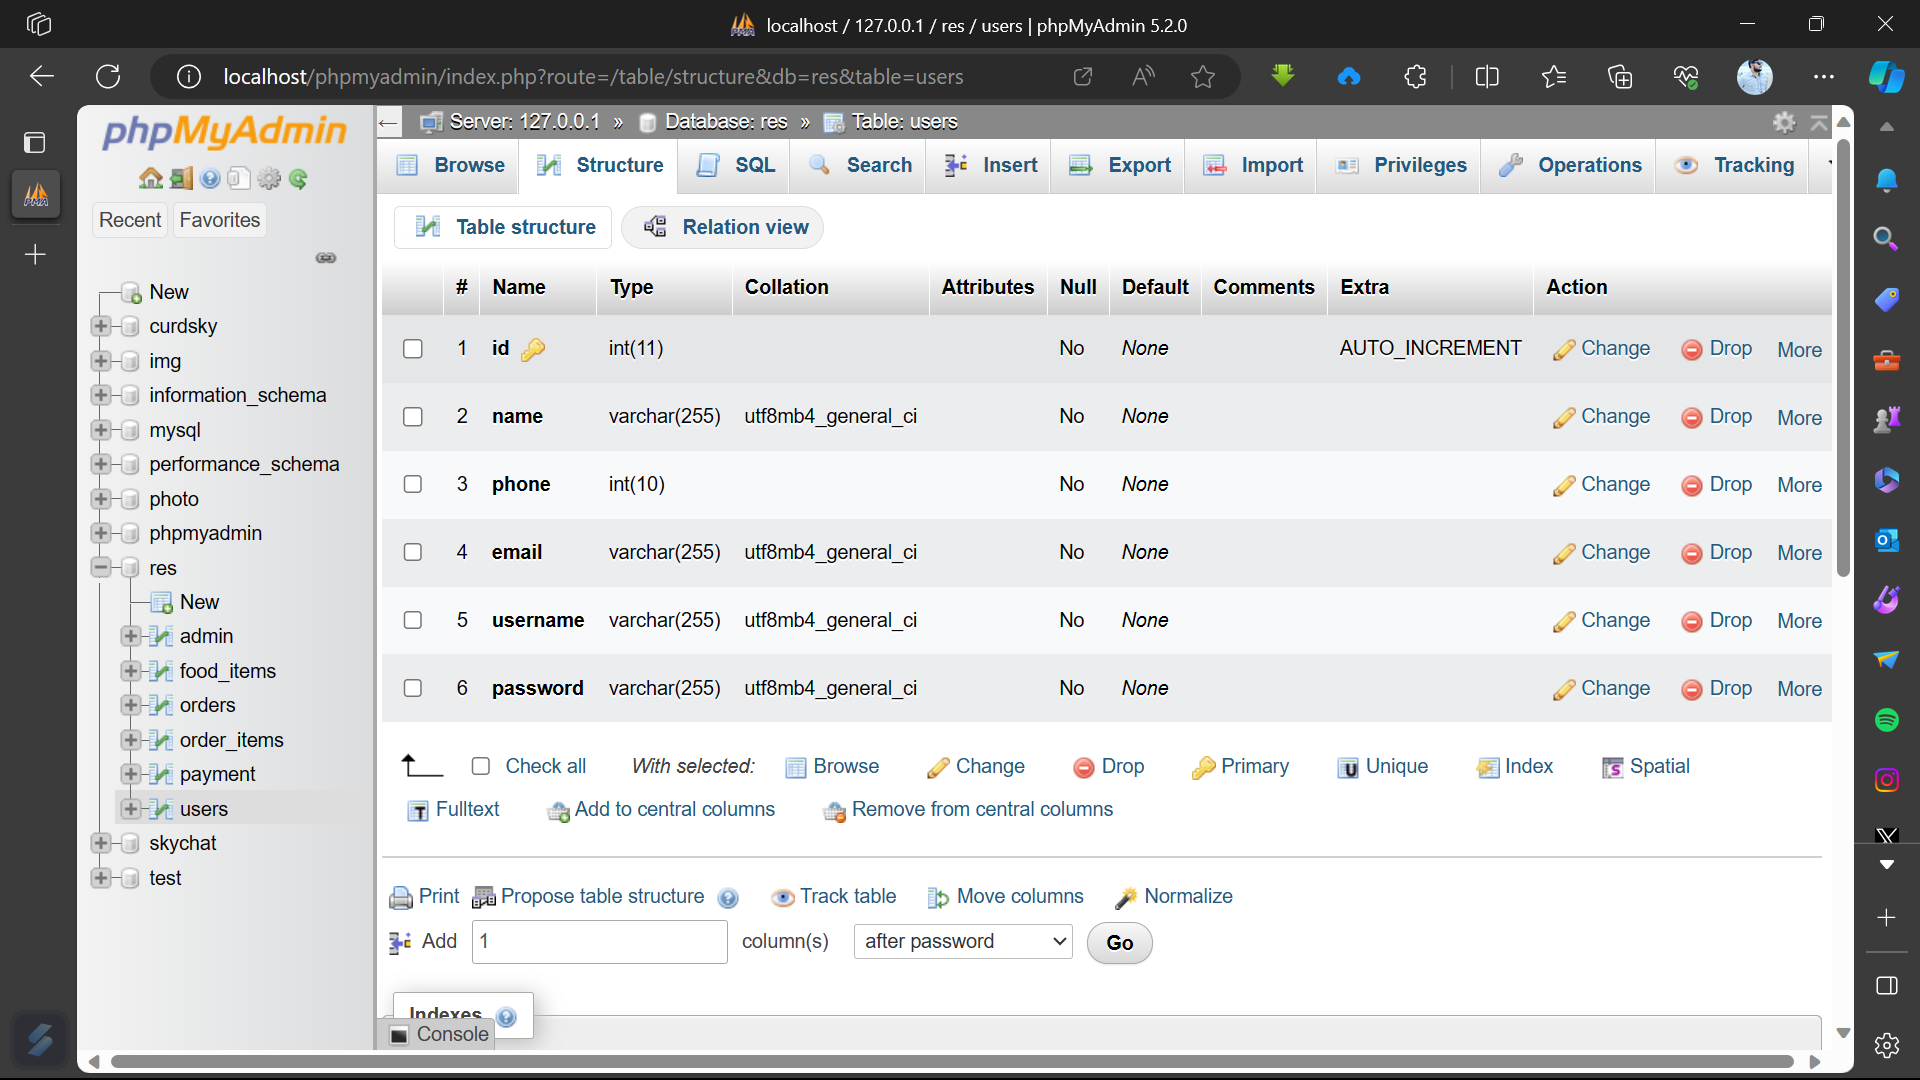 localhost / 127.0.0.1 / res / users | phpMyAdmin 5.2.0
localhost/phpmyadmin/index.php?route=/table/structure&db=res&table=users
phpMyAdmin
Recent Favorites
New
curdsky
img
information_schema
mysql
performance_schema
photo
phpmyadmin
res
New
admin
food_items
orders
order_items
payment
users
skychat
test
Server: 127.0.0.1 » Database: res » Table: users
Browse Structure SQL Search Insert Export Import Privileges Operations Tracking
Table structure Relation view
# Name Type Collation Attributes Null Default Comments Extra Action
1 id int(11) No None AUTO_INCREMENT Change Drop More
2 name varchar(255) utf8mb4_general_ci No None Change Drop More
3 phone int(10) No None Change Drop More
4 email varchar(255) utf8mb4_general_ci No None Change Drop More
5 username varchar(255) utf8mb4_general_ci No None Change Drop More
6 password varchar(255) utf8mb4_general_ci No None Change Drop More
Check all With selected: Browse Change Drop Primary Unique Index Spatial
Fulltext Add to central columns Remove from central columns
Print Propose table structure Track table Move columns Normalize
Add 1 column(s) after password Go
Indexes
Console